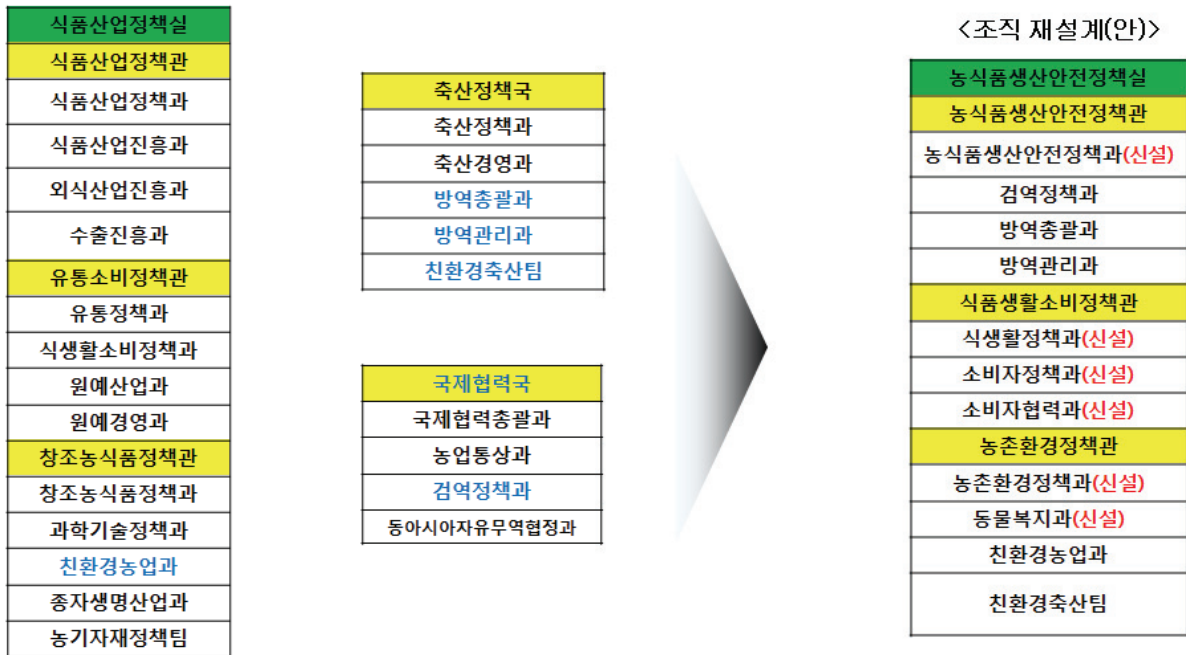 식품산업정책실
식품산업정책관
식품산업정책과
식품산업진흥과
외식산업진흥과
수출진흥과
유통소비정책관
유통정책과
식생활소비정책과
원예산업과
원예경영과
창조농식품정책관
창조농식품정책과
과학기술정책과
친환경농업과
종자생명산업과
농기자재정책팀
축산정책국
축산정책과
축산경영과
방역총괄과
방역관리과
친환경축산팀
국제협력국
국제협력총괄과
농업통상과
검역정책과
동아시아자유무역협정과
<조직 재설계(안)>
농식품생산안전정책실
농식품생산안전정책관
농식품생산안전정책과(신설)
검역정책과
방역총괄과
방역관리과
식품생활소비정책관
식생활정책과(신설)
소비자정책과(신설)
소비자협력과(신설)
농촌환경정책관
농촌환경정책과(신설)
동물복지과(신설)
친환경농업과
친환경축산팀